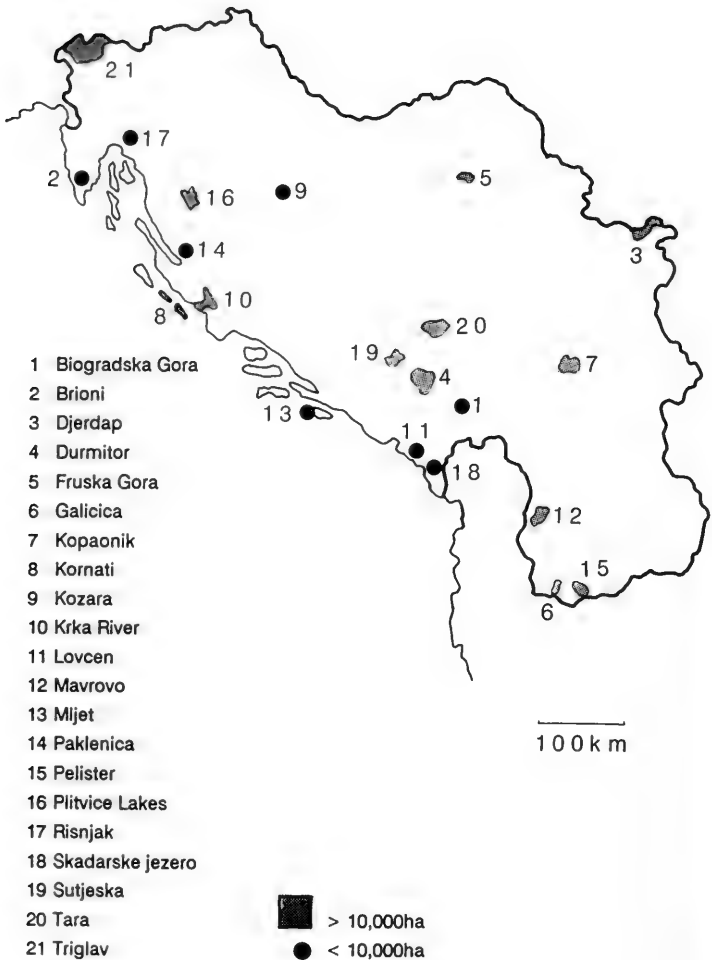 21
17
2
16
9
5
3
14
10
8
20
19
4
7
13
1
11
18
12
15
6
1 Biogradska Gora
2 Brioni
3 Djerdap
4 Durmitor
5 Fruska Gora
6 Galicica
7 Kopaonik
8 Kornati
9 Kozara
10 Krka River
11 Lovcen
12 Mavrovo
13 Mljet
14 Paklenica
15 Pelister
16 Plitvice Lakes
17 Risnjak
18 Skadarske jezero
19 Sutjeska
20 Tara
21 Triglav
100km
> 10,000ha
< 10,000ha